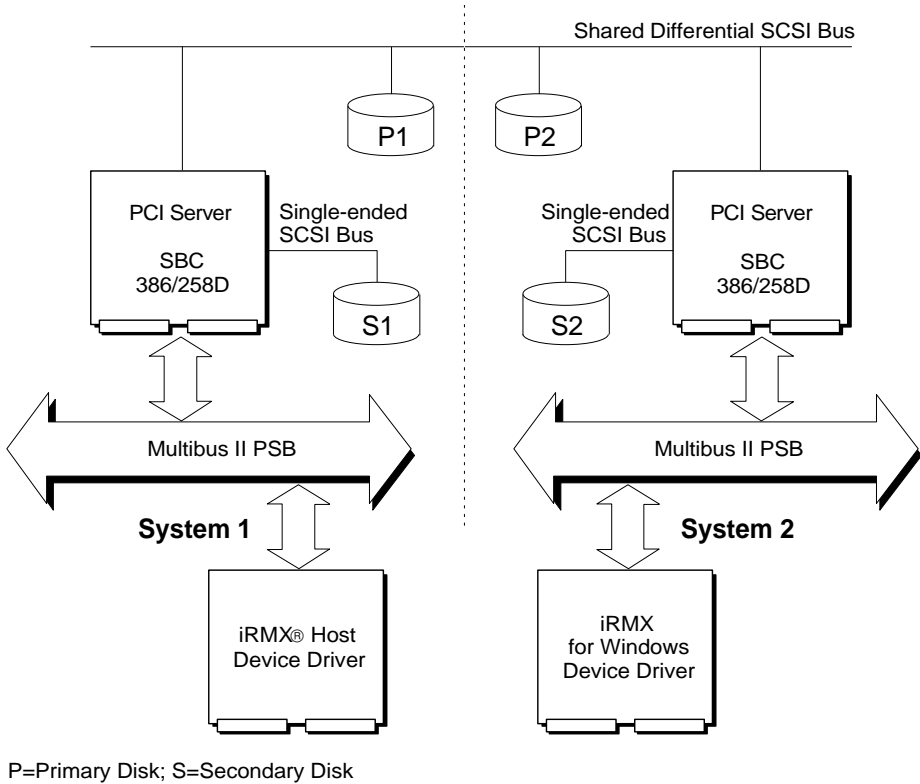 Shared Differential SCSI Bus
P1
P2
PCI Server
SBC
386/258D
Single-ended
SCSI Bus
S1
Single-ended
SCSI Bus
S2
PCI Server
SBC
386/258D
Multibus II PSB
Multibus II PSB
System 1
System 2
iRMX® Host
Device Driver
iRMX
for Windows
Device Driver
P=Primary Disk; S=Secondary Disk